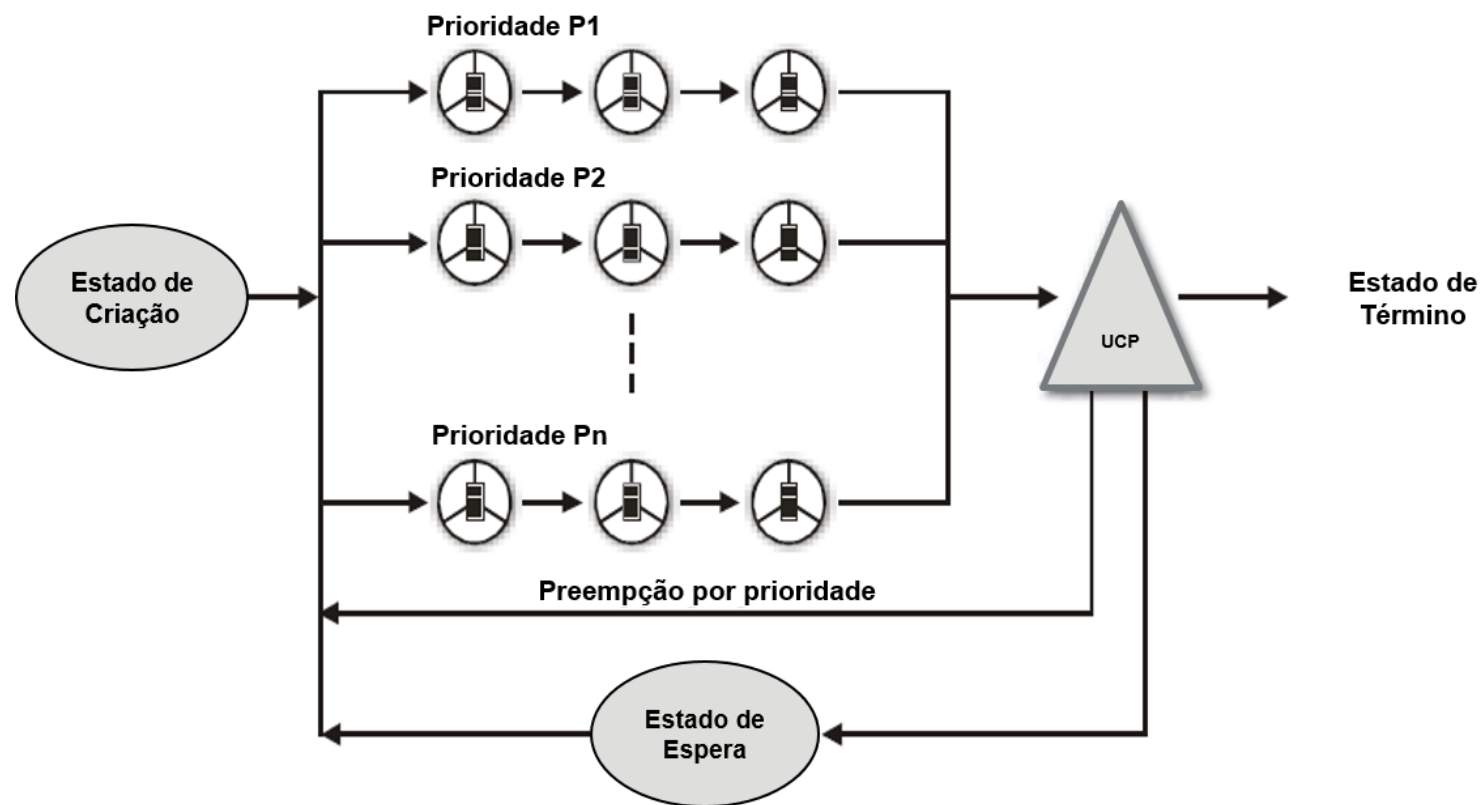 Prioridade P1
Prioridade P2
Estado de
Criação
UCP
Estado de
Término
Prioridade Pn
Preempção por prioridade
Estado de
Espera